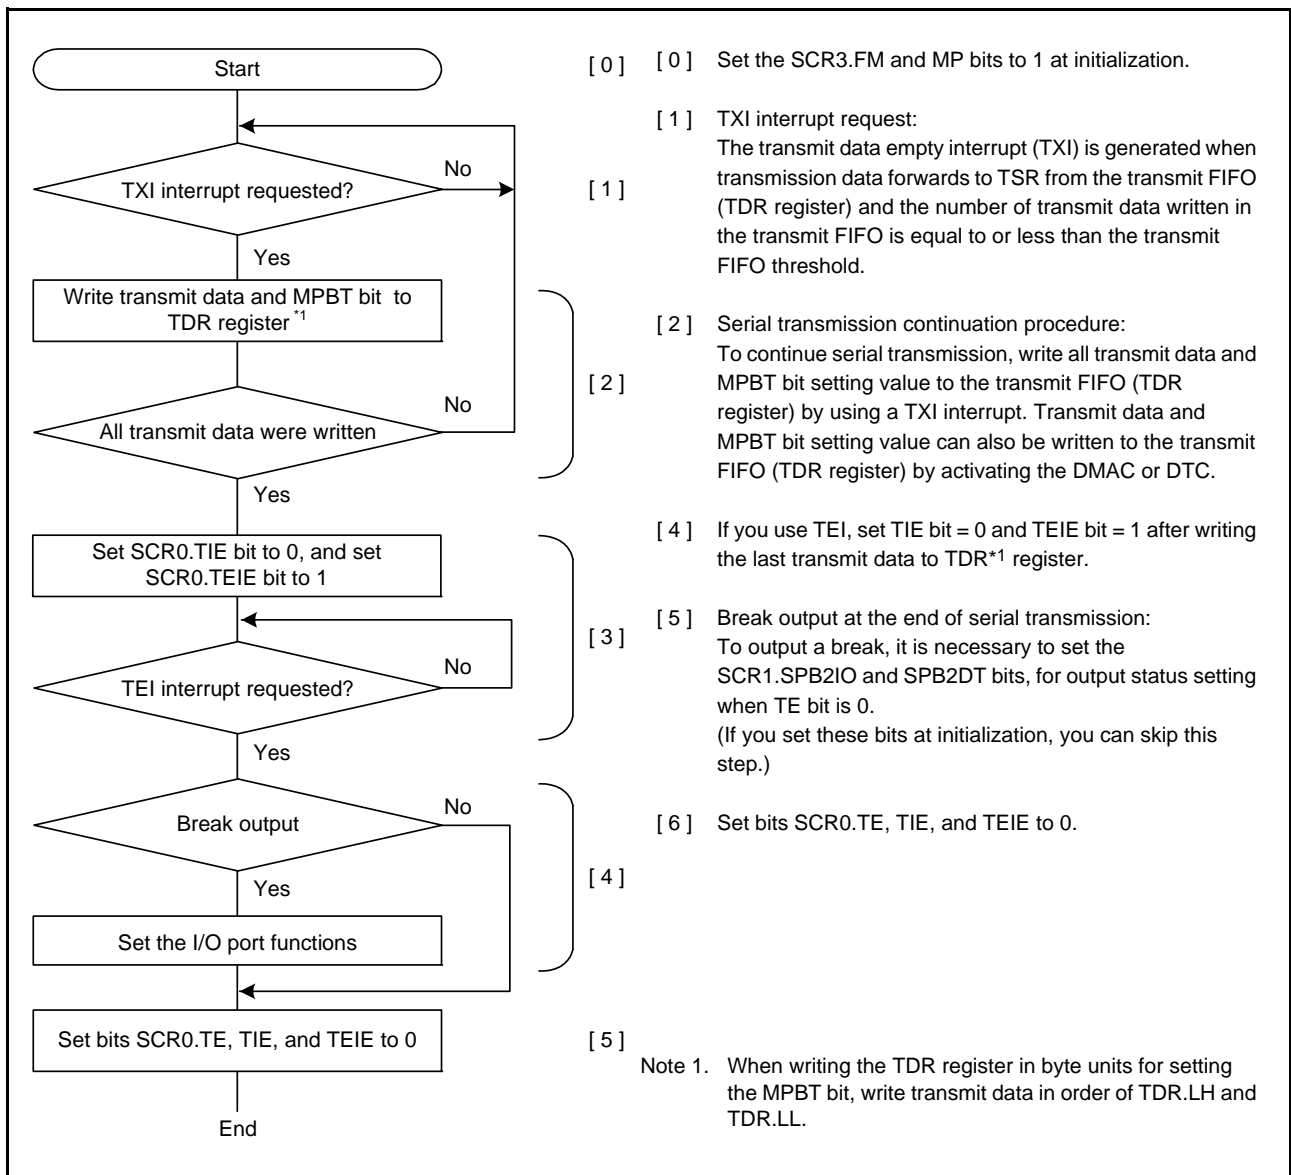 Start
[ 0 ]
TXI interrupt requested?
No
[ 1 ]
Yes
Write transmit data and MPBT bit to
TDR register *1
[ 2 ]
All transmit data were written
No
Yes
Set SCR0.TIE bit to 0, and set
SCR0.TEIE bit to 1
[ 3 ]
TEI interrupt requested?
No
Yes
Break output
No
[ 4 ]
Yes
Set the I/O port functions
Set bits SCR0.TE, TIE, and TEIE to 0
[ 5 ]
End
[ 0 ] Set the SCR3.FM and MP bits to 1 at initialization.
[ 1 ] TXI interrupt request:
The transmit data empty interrupt (TXI) is generated when
transmission data forwards to TSR from the transmit FIFO
(TDR register) and the number of transmit data written in
the transmit FIFO is equal to or less than the transmit
FIFO threshold.
[ 2 ] Serial transmission continuation procedure:
To continue serial transmission, write all transmit data and
MPBT bit setting value to the transmit FIFO (TDR
register) by using a TXI interrupt. Transmit data and
MPBT bit setting value can also be written to the transmit
FIFO (TDR register) by activating the DMAC or DTC.
[ 4 ] If you use TEI, set TIE bit = 0 and TEIE bit = 1 after writing
the last transmit data to TDR*1 register.
[ 5 ] Break output at the end of serial transmission:
To output a break, it is necessary to set the
SCR1.SPB2IO and SPB2DT bits, for output status setting
when TE bit is 0.
(If you set these bits at initialization, you can skip this
step.)
[ 6 ] Set bits SCR0.TE, TIE, and TEIE to 0.
Note 1. When writing the TDR register in byte units for setting
the MPBT bit, write transmit data in order of TDR.LH and
TDR.LL.